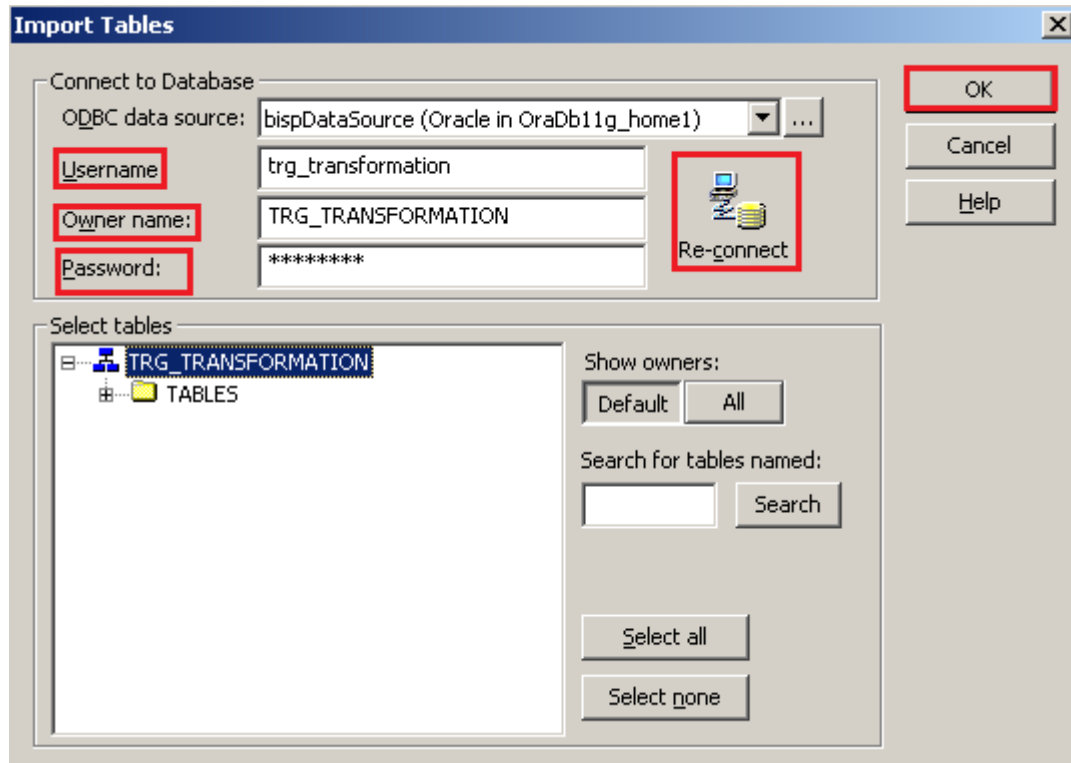 Import Tables
Connect to Database
ODBC data source: bispDataSource (Oracle in OraDb11g_home1) ...
Username trg_transformation
Owner name: TRG_TRANSFORMATION
Password: ********
Re-connect
OK
Cancel
Help
Select tables
TRG_TRANSFORMATION
TABLES
Show owners:
Default All
Search for tables named:
Search
Select all
Select none